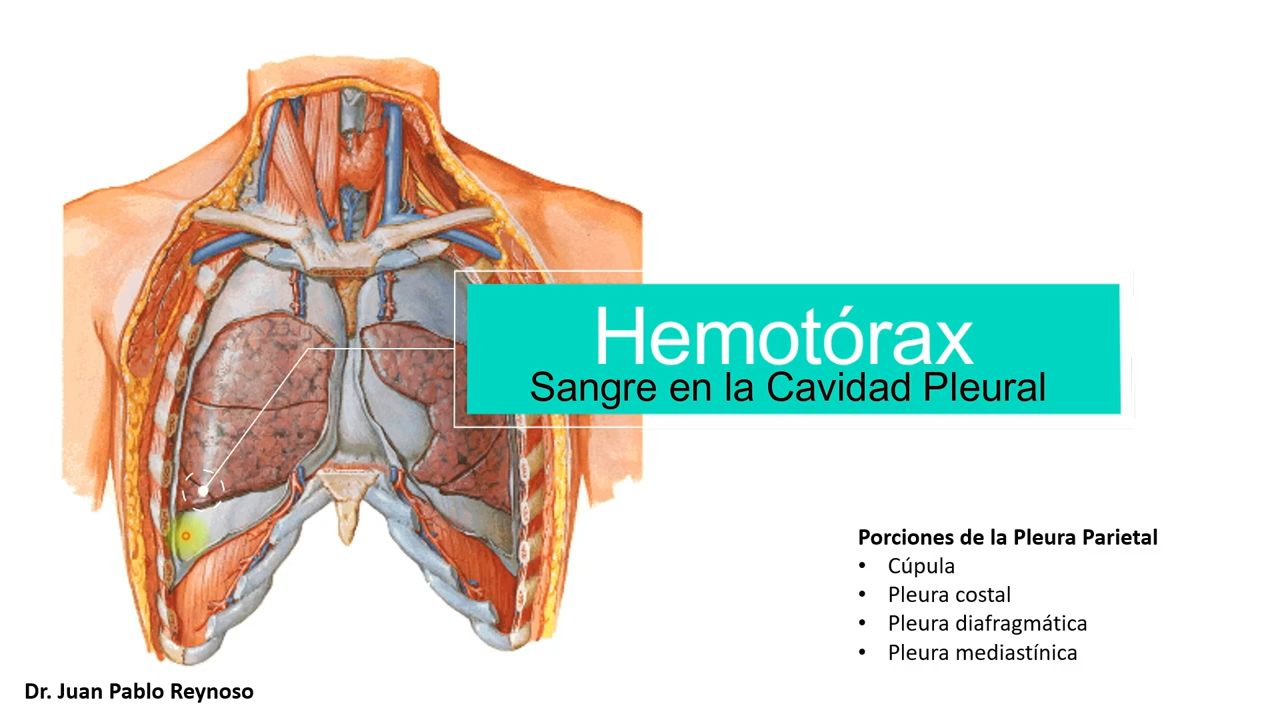 Hemotórax
Sangre en la Cavidad Pleural
Porciones de la Pleura Parietal
• Cúpula
• Pleura costal
• Pleura diafragmática
• Pleura mediastínica
Dr. Juan Pablo Reynoso